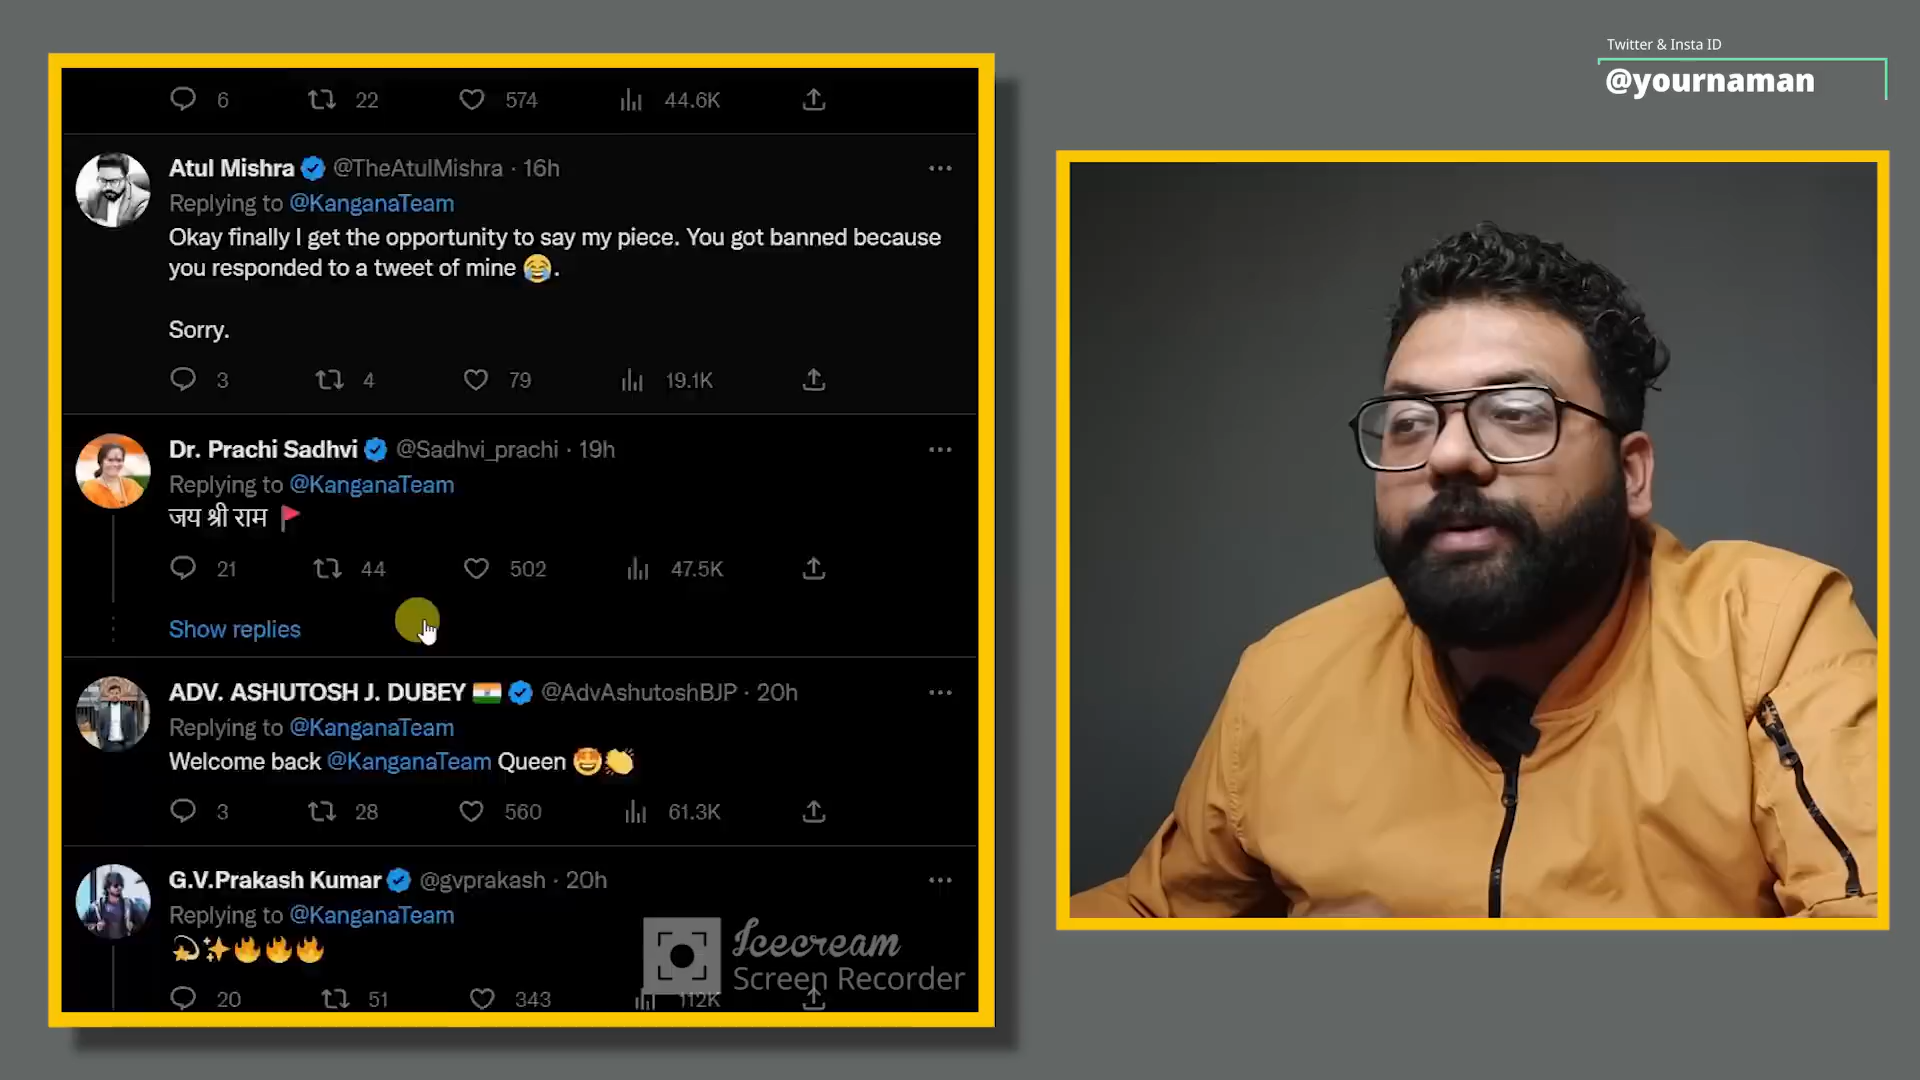 Twitter & Insta ID
@yournaman
6 22 574 44.6K
Atul Mishra @TheAtulMishra · 16h
Replying to @KanganaTeam
Okay finally I get the opportunity to say my piece. You got banned because
you responded to a tweet of mine 😂.
Sorry.
3 4 79 19.1K
Dr. Prachi Sadhvi @Sadhvi_prachi · 19h
Replying to @KanganaTeam
जय श्री राम 🚩
21 44 502 47.5K
Show replies
ADV. ASHUTOSH J. DUBEY 🇮🇳 @AdvAshutoshBJP · 20h
Replying to @KanganaTeam
Welcome back @KanganaTeam Queen 🤩👏
3 28 560 61.3K
G.V.Prakash Kumar @gvprakash · 20h
Replying to @KanganaTeam
💫✨🔥🔥🔥
20 51 343 112K
Icecream
Screen Recorder